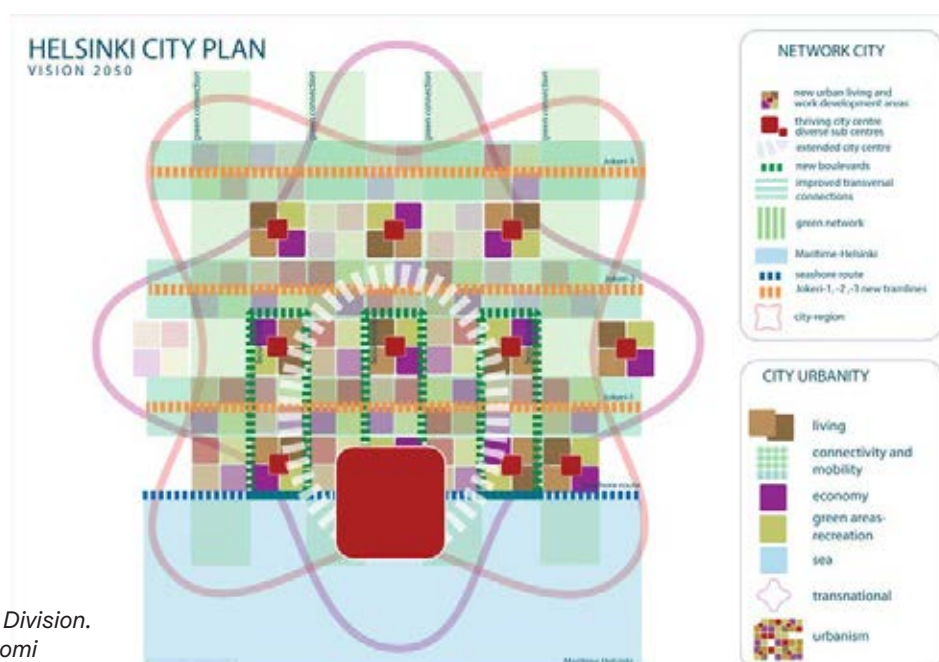 HELSINKI CITY PLAN
VISION 2050
green connection
green connection
green connection
green connection
Jokeri-3
Jokeri-2
Jokeri-1
seashore route
Maritime-Helsinki
Division.
omi
NETWORK CITY
new urban living and
work development areas
thriving city centre
diverse sub centres
extended city centre
new boulevards
improved transversal
connections
green network
Maritime-Helsinki
seashore route
Jokeri-1, -2 ,-3 new tramlines
city-region
CITY URBANITY
living
connectivity and
mobility
economy
green areas-
recreation
sea
transnational
urbanism